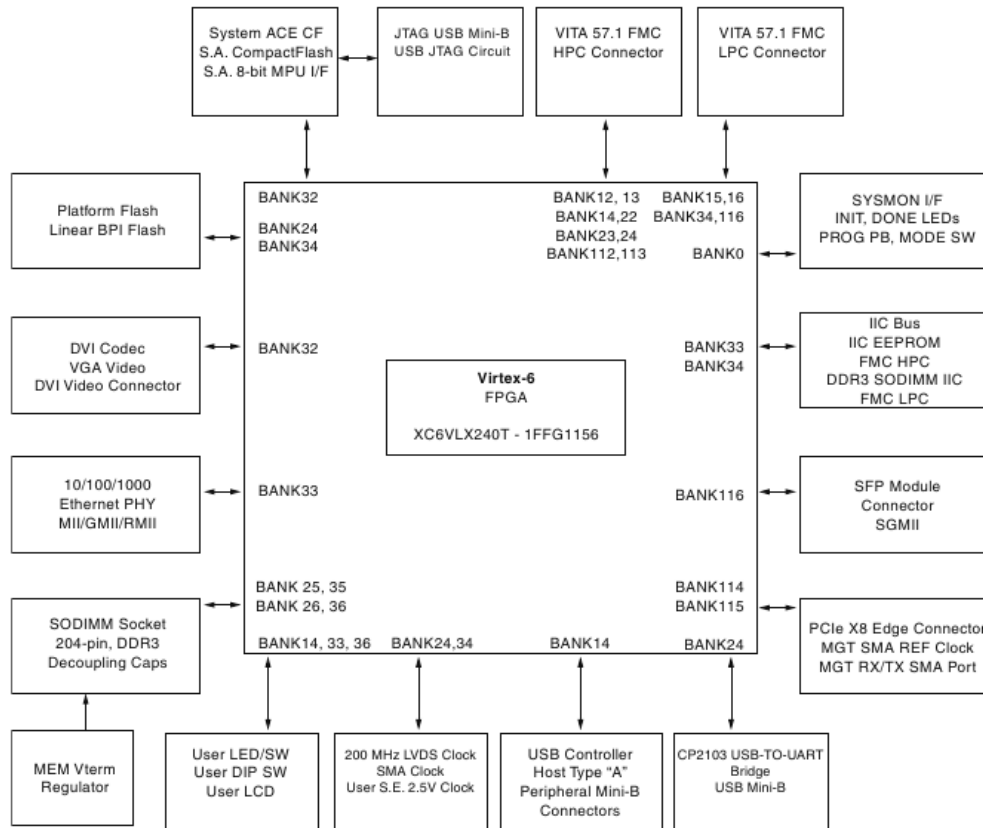 System ACE CF
S.A. CompactFlash
S.A. 8-bit MPU I/F
JTAG USB Mini-B
USB JTAG Circuit
VITA 57.1 FMC
HPC Connector
VITA 57.1 FMC
LPC Connector
Platform Flash
Linear BPI Flash
BANK32
BANK24
BANK34
BANK12, 13
BANK14,22
BANK23,24
BANK112,113
BANK15,16
BANK34,116
BANK0
SYSMON I/F
INIT, DONE LEDs
PROG PB, MODE SW
DVI Codec
VGA Video
DVI Video Connector
BANK32
Virtex-6
FPGA
XC6VLX240T - 1FFG1156
BANK33
BANK34
IIC Bus
IIC EEPROM
FMC HPC
DDR3 SODIMM IIC
FMC LPC
10/100/1000
Ethernet PHY
MII/GMII/RMII
BANK33
BANK116
SFP Module
Connector
SGMII
SODIMM Socket
204-pin, DDR3
Decoupling Caps
BANK 25, 35
BANK 26, 36
BANK114
BANK115
PCIe X8 Edge Connector
MGT SMA REF Clock
MGT RX/TX SMA Port
BANK14, 33, 36
BANK24,34
BANK14
BANK24
MEM Vterm
Regulator
User LED/SW
User DIP SW
User LCD
200 MHz LVDS Clock
SMA Clock
User S.E. 2.5V Clock
USB Controller
Host Type “A”
Peripheral Mini-B
Connectors
CP2103 USB-TO-UART
Bridge
USB Mini-B